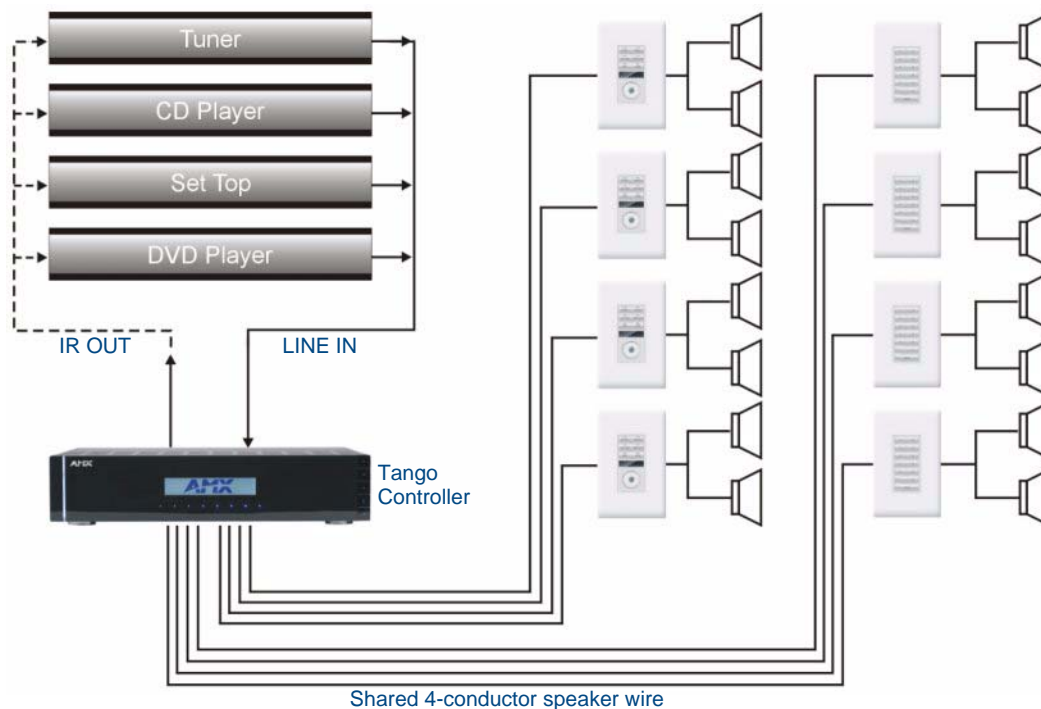 Tuner
CD Player
Set Top
DVD Player
IR OUT
LINE IN
AMX
AMX
Tango
Controller
Shared 4-conductor speaker wire